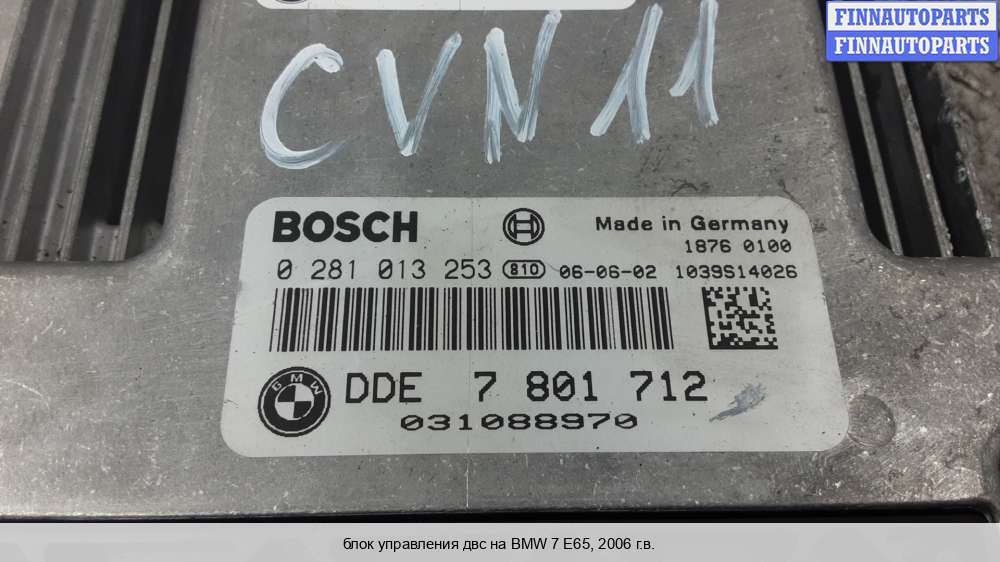 FINNAUTOPARTS
FINNAUTOPARTS
CVN11
BOSCH
Made in Germany
1876 0100
0 281 013 253 810 06-06-02 1039S14026
BMW
DDE 7 801 712
031088970
блок управления двс на BMW 7 E65, 2006 г.в.